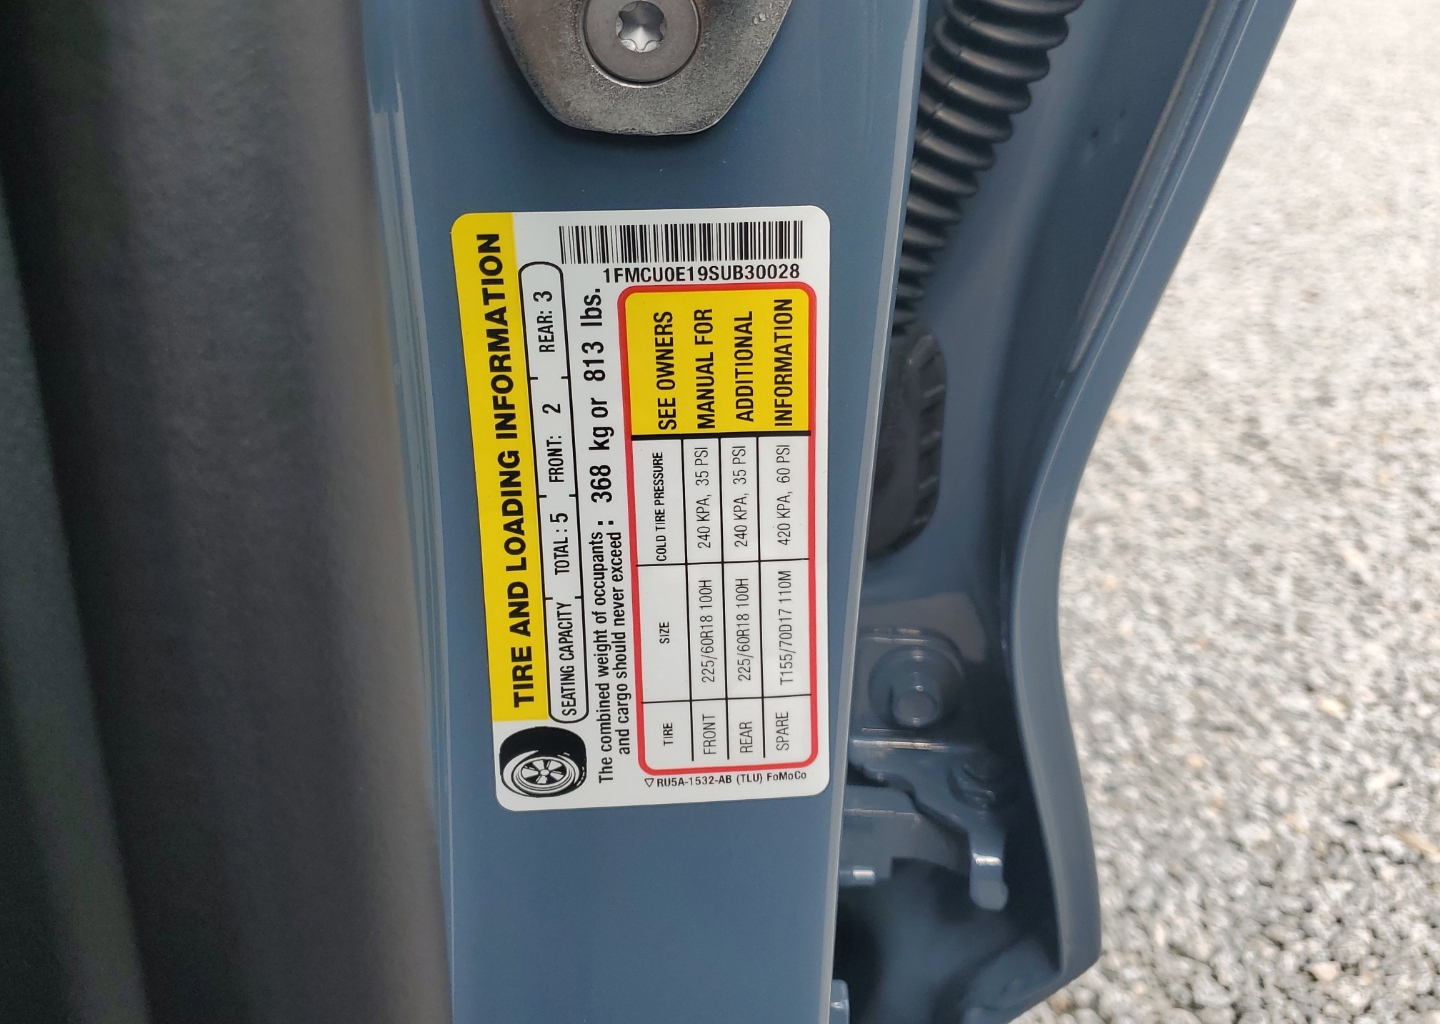 1FMCU0E19SUB30028
TIRE AND LOADING INFORMATION
SEATING CAPACITY TOTAL : 5 FRONT: 2 REAR: 3
The combined weight of occupants
and cargo should never exceed : 368 kg or 813 lbs.
TIRE SIZE COLD TIRE PRESSURE
FRONT 225/60R18 100H 240 KPA, 35 PSI
REAR 225/60R18 100H 240 KPA, 35 PSI
SPARE T155/70D17 110M 420 KPA, 60 PSI
SEE OWNERS
MANUAL FOR
ADDITIONAL
INFORMATION
▽ RU5A-1532-AB (TLU) FoMoCo